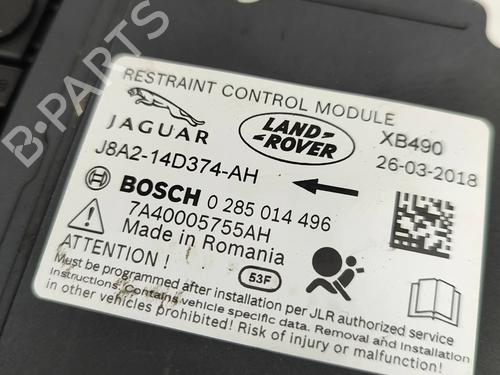 RESTRAINT CONTROL MODULE
JAGUAR
LAND-
ROVER
XB490
J8A2-14D374-AH
26-03-2018
BOSCH 0 285 014 496
7A40005755AH
Made in Romania
ATTENTION !
53F
Must be programmed after installation per JLR authorized service
Instructions. Contains vehicle specific data. Modification and Installation
in other vehicles prohibited! Risk of injury or malfunction!
B-PARTS